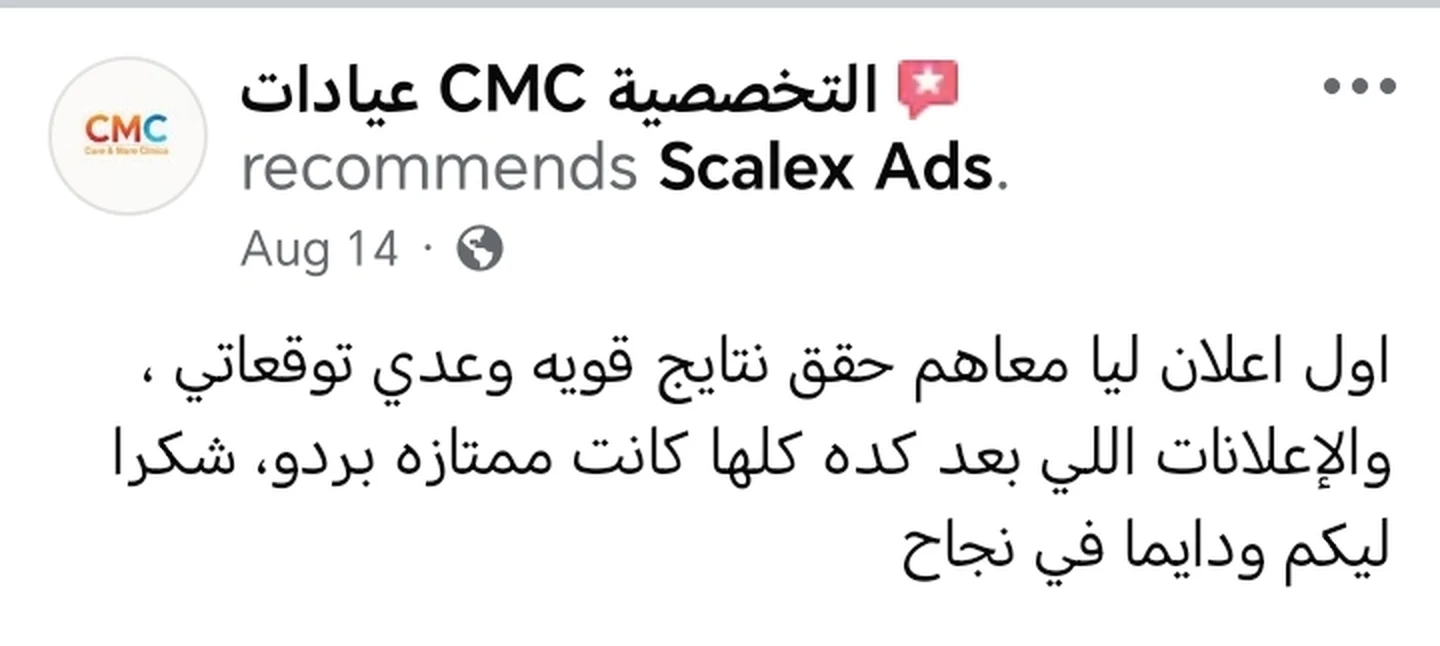 CMC
Care & More Clinics
عيادات CMC التخصصية
recommends Scalex Ads.
Aug 14 ·
اول اعلان ليا معاهم حقق نتايج قويه وعدي توقعاتي ،
والإعلانات اللي بعد كده كلها كانت ممتازه بردو، شكرا
ليكم ودايما في نجاح